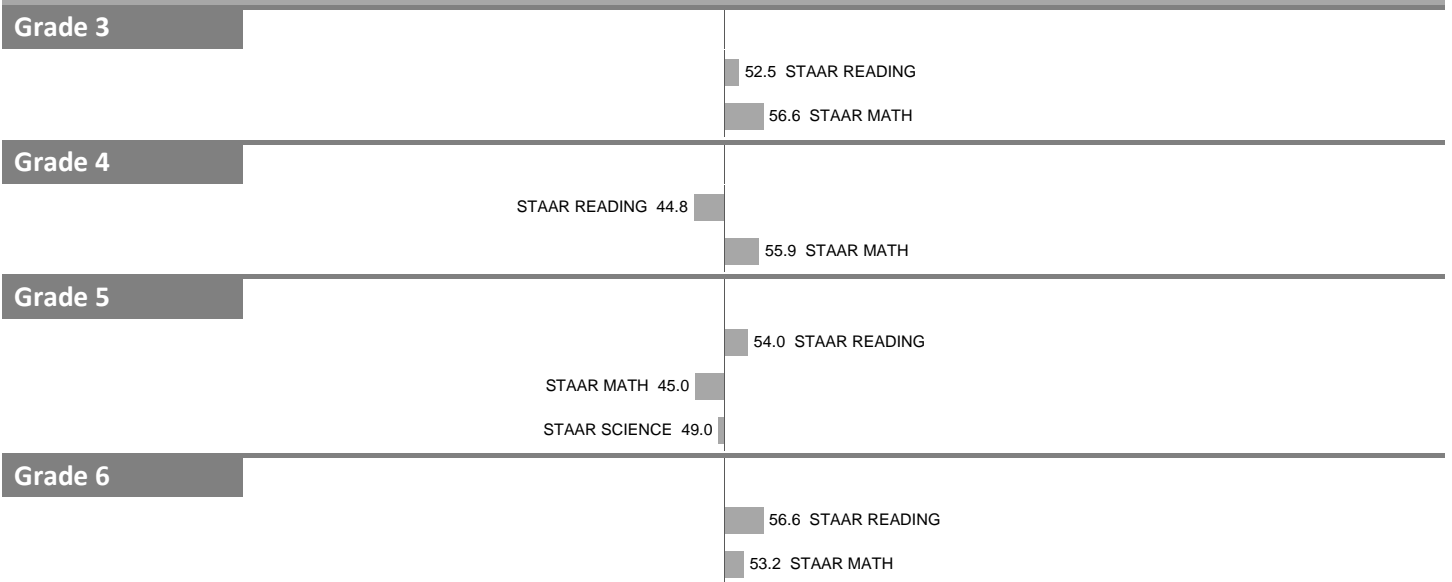 Grade 3
52.5 STAAR READING
56.6 STAAR MATH
Grade 4
STAAR READING 44.8
55.9 STAAR MATH
Grade 5
54.0 STAAR READING
STAAR MATH 45.0
STAAR SCIENCE 49.0
Grade 6
56.6 STAAR READING
53.2 STAAR MATH